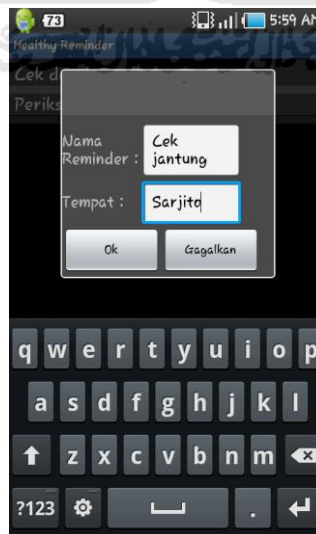 73 5:59 AM
Healthy Reminder
Cek d
Periks
Nama
Reminder :
Cek
jantung
Tempat :
Sarjito
Ok
Gagalkan
q w e r t y u i o p
a s d f g h j k l
z x c v b n m
?123 .